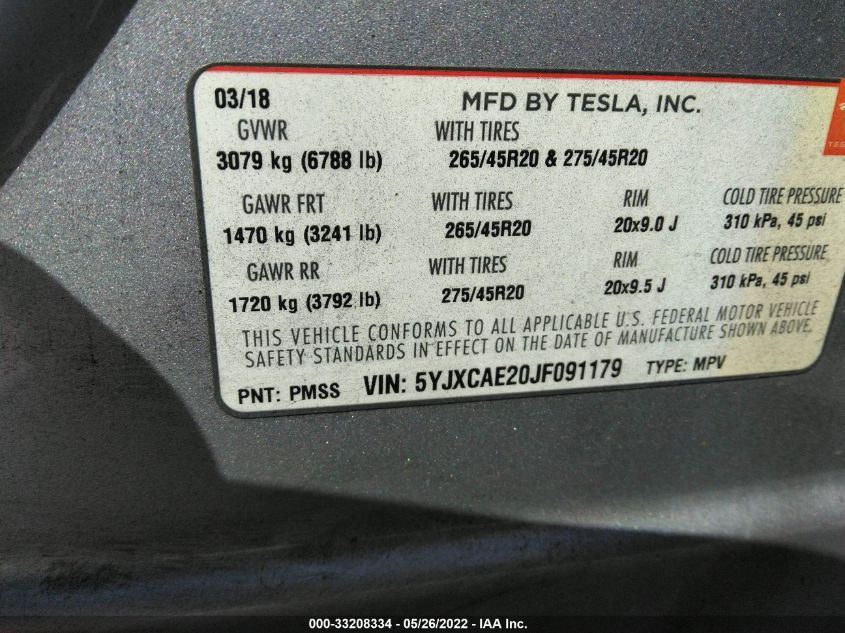 03/18 MFD BY TESLA, INC.
GVWR WITH TIRES
3079 kg (6788 lb) 265/45R20 & 275/45R20
GAWR FRT WITH TIRES RIM COLD TIRE PRESSURE
1470 kg (3241 lb) 265/45R20 20x9.0 J 310 kPa, 45 psi
GAWR RR WITH TIRES RIM COLD TIRE PRESSURE
1720 kg (3792 lb) 275/45R20 20x9.5 J 310 kPa, 45 psi
THIS VEHICLE CONFORMS TO ALL APPLICABLE U.S. FEDERAL MOTOR VEHICLE
SAFETY STANDARDS IN EFFECT ON THE DATE OF MANUFACTURE SHOWN ABOVE.
PNT: PMSS VIN: 5YJXCAE20JF091179 TYPE: MPV
000-33208334 - 05/26/2022 - IAA Inc.